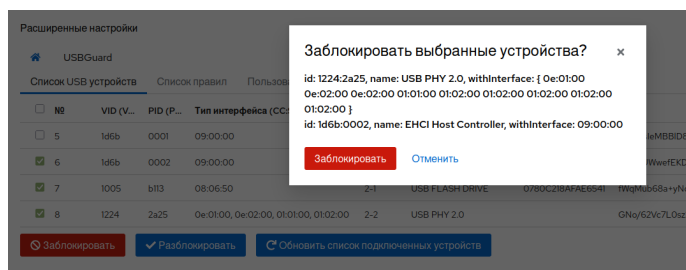 Расширенные настройки
USBGuard
Список USB устройств Список правил Пользова
№ VID (V... PID (P... Тип интерфейса (CC:S
5 1d6b 0001 09:00:00
6 1d6b 0002 09:00:00
7 1005 b113 08:06:50 2-1 USB FLASH DRIVE 0780C218AFAE6541 fWqMub68a+yN
8 1224 2a25 0e:01:00, 0e:02:00, 01:01:00, 01:02:00 2-2 USB PHY 2.0 GNo/62Vc7L0sz
Заблокировать Разблокировать Обновить список подключенных устройств
Заблокировать выбранные устройства? ×
id: 1224:2a25, name: USB PHY 2.0, withInterface: { 0e:01:00
0e:02:00 0e:02:00 01:01:00 01:02:00 01:02:00 01:02:00 01:02:00
01:02:00 }
id: 1d6b:0002, name: EHCI Host Controller, withInterface: 09:00:00
Заблокировать Отменить